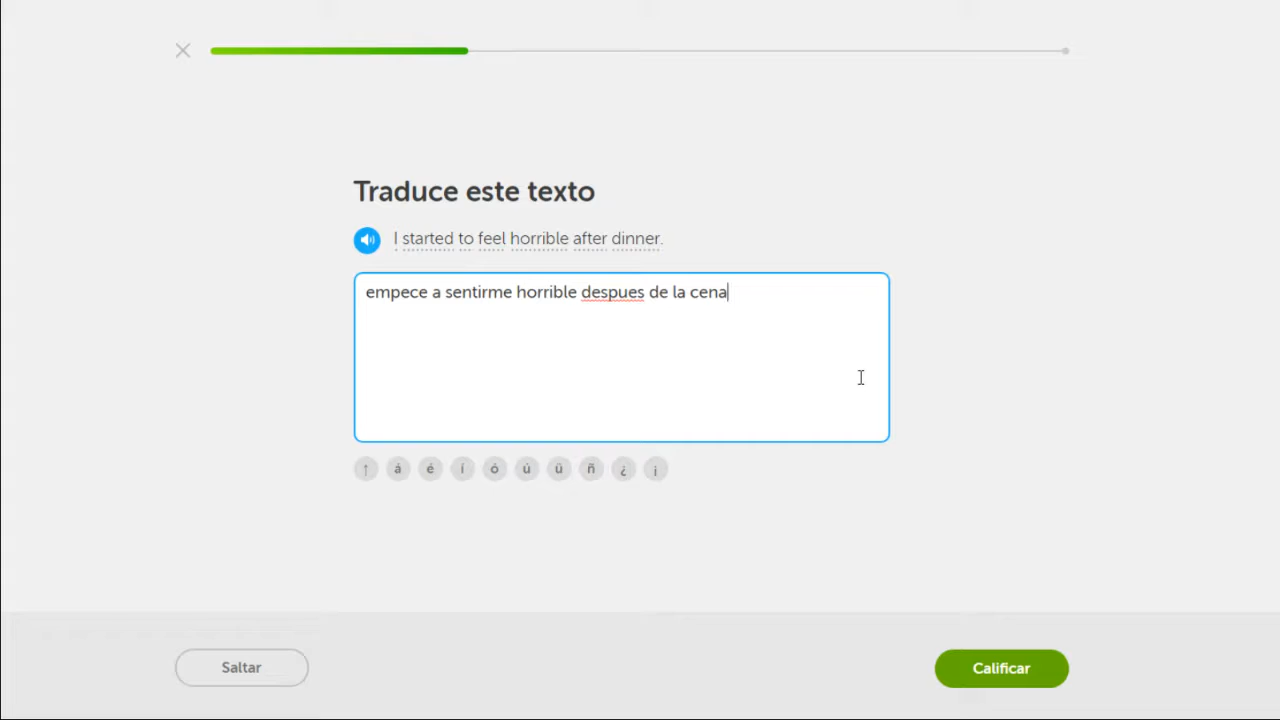 Traduce este texto
I started to feel horrible after dinner.
empece a sentirme horrible despues de la cena
↑ á é í ó ú ü ñ ¿ ¡
Saltar
Calificar